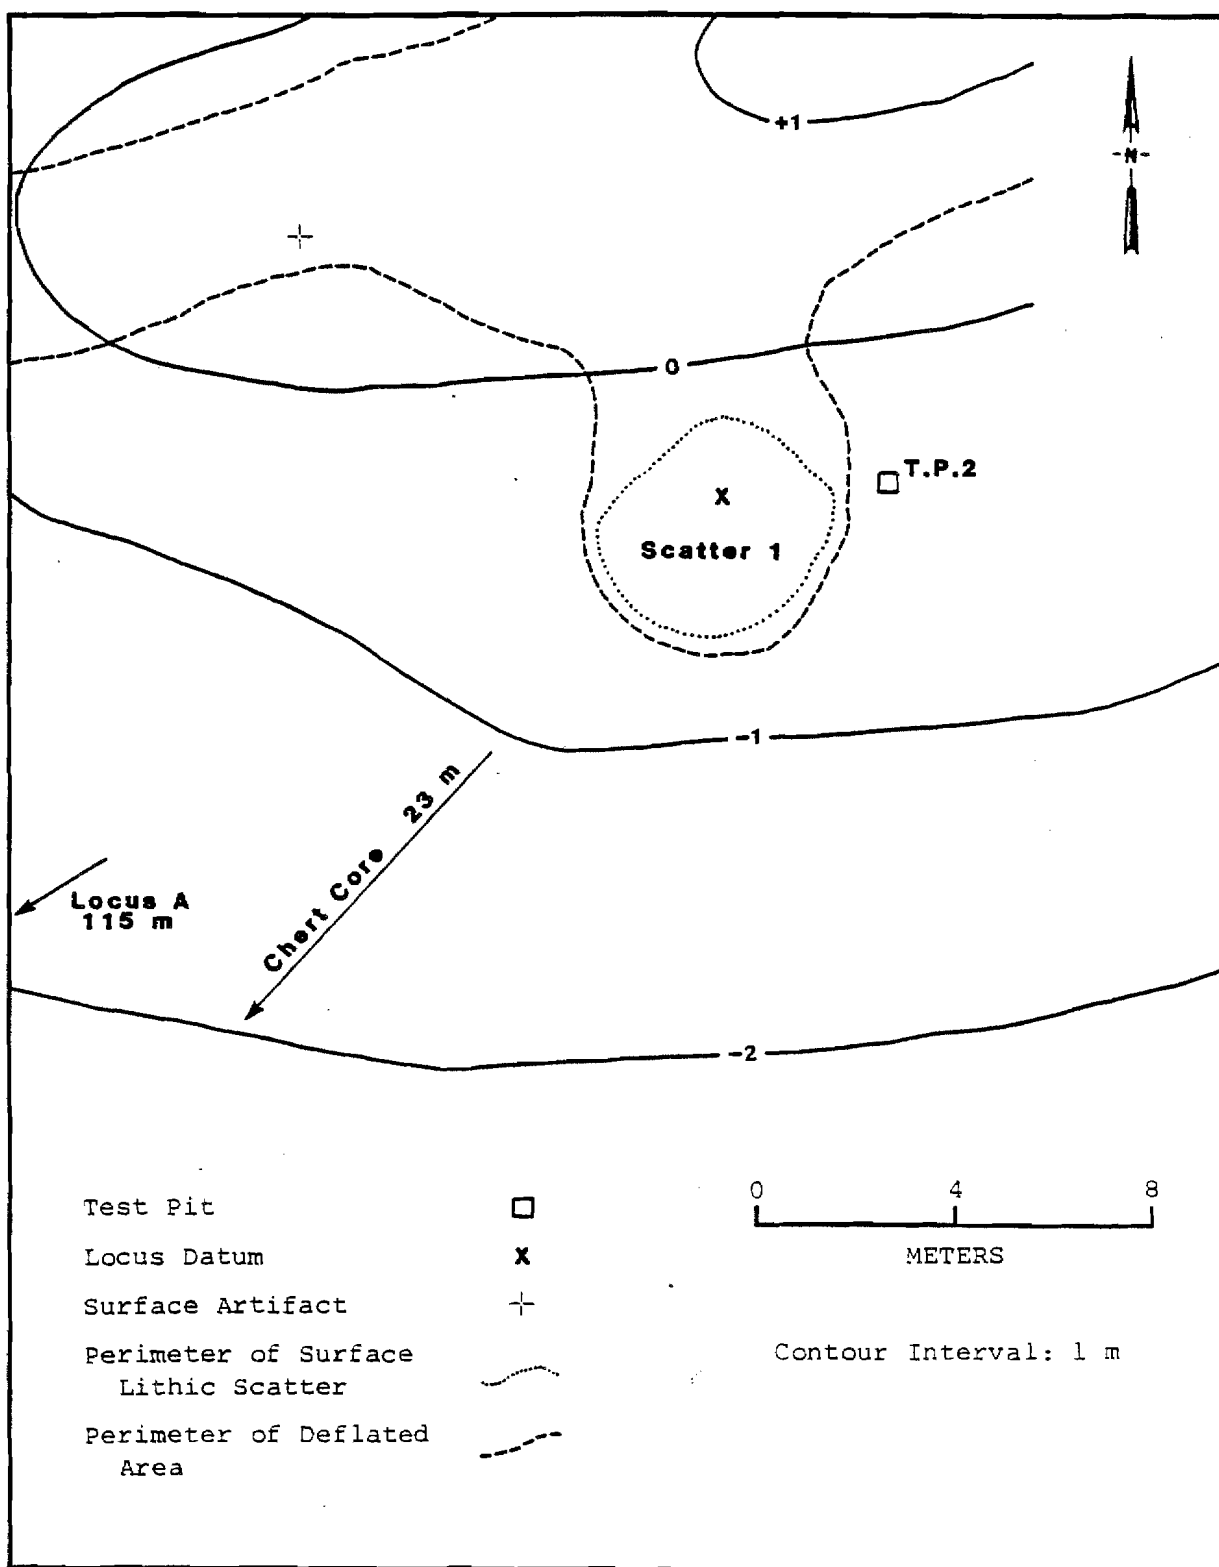 +1
-N-
0
T.P.2
X
Scatter 1
-1
Chert Core 23 m
Locus A
115 m
-2
Test Pit
Locus Datum X
Surface Artifact
Perimeter of Surface
Lithic Scatter
Perimeter of Deflated
Area
0 4 8
METERS
Contour Interval: 1 m